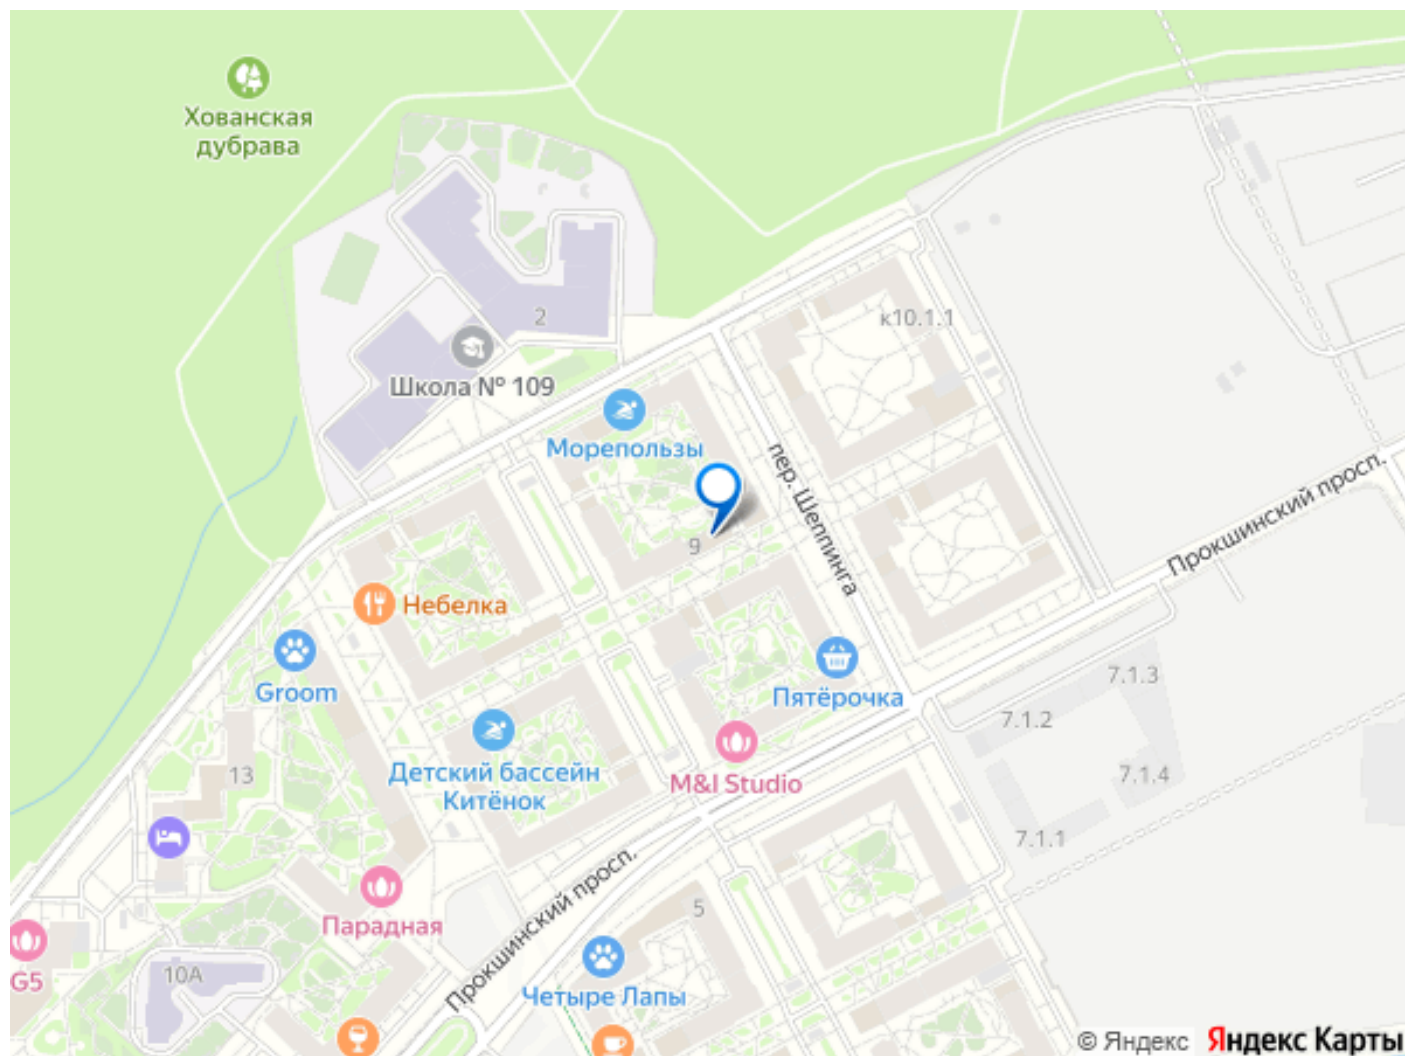 Хованская
дубрава
к10.1.1
2
Школа № 109
Морепользы
пер. Шеппинга
Прокшинский просп.
9
Небелка
Groom
Пятёрочка
7.1.3
7.1.2
Детский бассейн
Китёнок
M&I Studio
13
7.1.4
7.1.1
Прокшинский просп.
Парадная
5
G5
10А
Четыре Лапы
© Яндекс Яндекс Карты